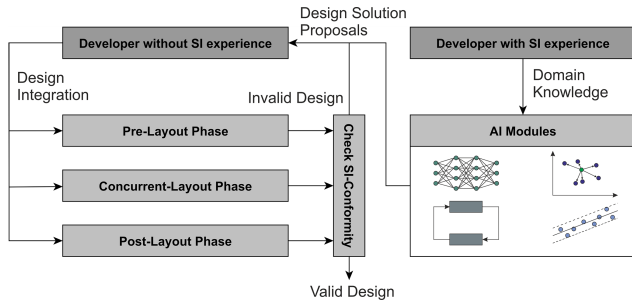 Design Solution
Proposals
Developer without SI experience
Developer with SI experience
Design
Integration
Invalid Design
Domain
Knowledge
Pre-Layout Phase
Concurrent-Layout Phase
Post-Layout Phase
Check SI-Conformity
AI Modules
Valid Design